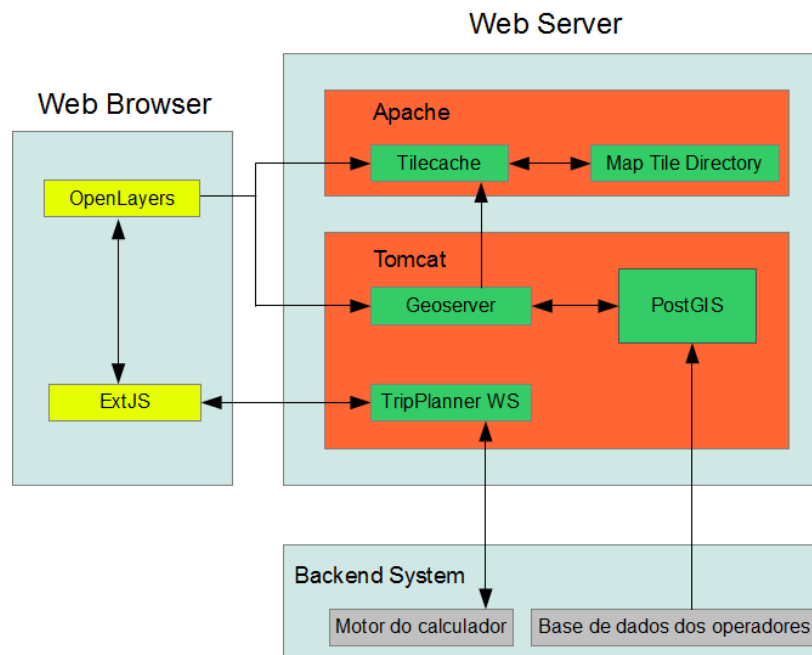 Web Server
Web Browser
Apache
Tilecache
Map Tile Directory
OpenLayers
Tomcat
Geoserver
PostGIS
ExtJS
TripPlanner WS
Backend System
Motor do calculador
Base de dados dos operadores